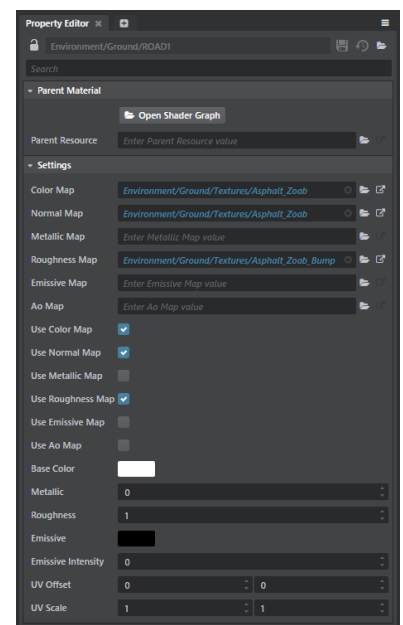 Property Editor
Environment/Ground/ROAD1
Search
Parent Material
Open Shader Graph
Parent Resource Enter Parent Resource value
Settings
Color Map Environment/Ground/Textures/Asphalt_Zoab
Normal Map Environment/Ground/Textures/Asphalt_Zoab
Metallic Map Enter Metallic Map value
Roughness Map Environment/Ground/Textures/Asphalt_Zoab_Bump
Emissive Map Enter Emissive Map value
Ao Map Enter Ao Map value
Use Color Map
Use Normal Map
Use Metallic Map
Use Roughness Map
Use Emissive Map
Use Ao Map
Base Color
Metallic 0
Roughness 1
Emissive
Emissive Intensity 0
UV Offset 0 0
UV Scale 1 1